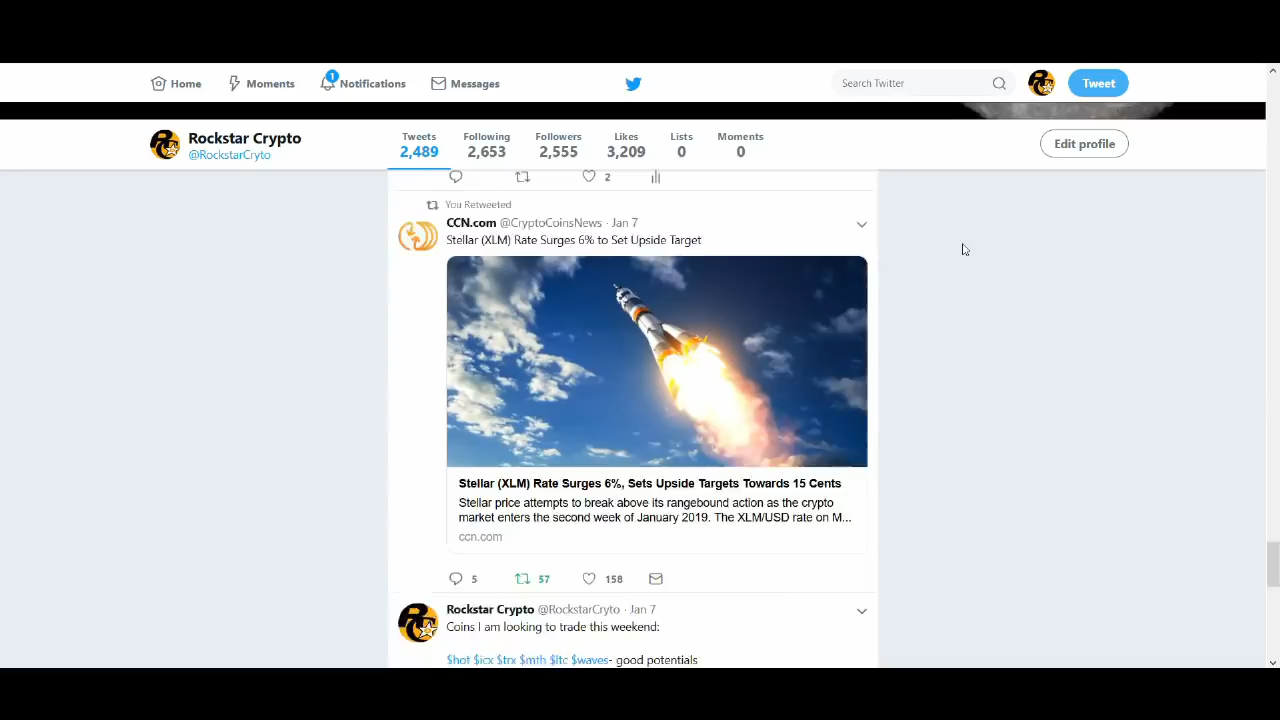 Home
Moments
1
Notifications
Messages
Search Twitter
Tweet
Rockstar Crypto
@RockstarCryto
Tweets
2,489
Following
2,653
Followers
2,555
Likes
3,209
Lists
0
Moments
0
Edit profile
2
You Retweeted
CCN.com @CryptoCoinsNews · Jan 7
Stellar (XLM) Rate Surges 6% to Set Upside Target
Stellar (XLM) Rate Surges 6%, Sets Upside Targets Towards 15 Cents
Stellar price attempts to break above its rangebound action as the crypto
market enters the second week of January 2019. The XLM/USD rate on M...
ccn.com
5
57
158
Rockstar Crypto @RockstarCryto · Jan 7
Coins I am looking to trade this weekend:
$hot $icx $trx $mth $ltc $waves- good potentials